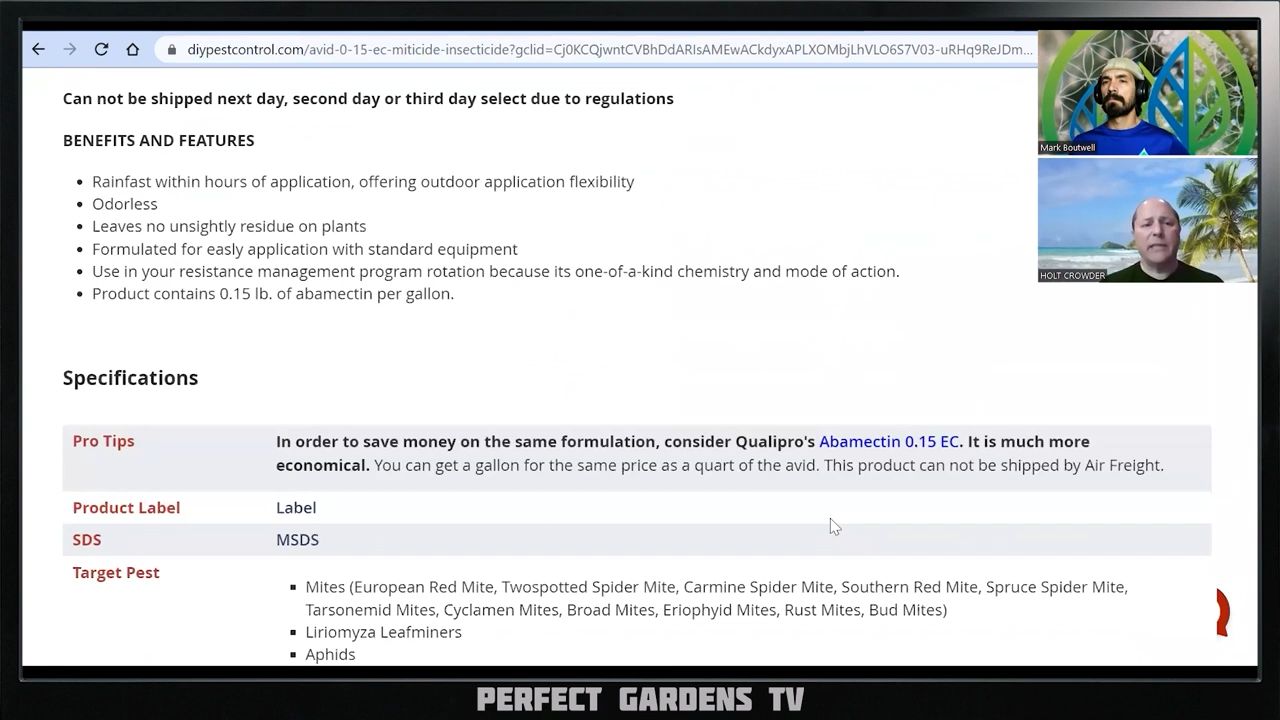 diypestcontrol.com/avid-0-15-ec-miticide-insecticide?gclid=Cj0KCQjwntCVBhDdARIsAMEwACkdyxAPLXOMbjLhVLO6S7V03-uRHq9ReJDm...
Can not be shipped next day, second day or third day select due to regulations
BENEFITS AND FEATURES
• Rainfast within hours of application, offering outdoor application flexibility
• Odorless
• Leaves no unsightly residue on plants
• Formulated for easly application with standard equipment
• Use in your resistance management program rotation because its one-of-a-kind chemistry and mode of action.
• Product contains 0.15 lb. of abamectin per gallon.
Mark Boutwell
HOLT CROWDER
Specifications
Pro Tips
In order to save money on the same formulation, consider Qualipro's Abamectin 0.15 EC. It is much more
economical. You can get a gallon for the same price as a quart of the avid. This product can not be shipped by Air Freight.
Product Label
Label
SDS
MSDS
Target Pest
▪ Mites (European Red Mite, Twospotted Spider Mite, Carmine Spider Mite, Southern Red Mite, Spruce Spider Mite,
Tarsonemid Mites, Cyclamen Mites, Broad Mites, Eriophyid Mites, Rust Mites, Bud Mites)
▪ Liriomyza Leafminers
▪ Aphids
PERFECT GARDENS TV